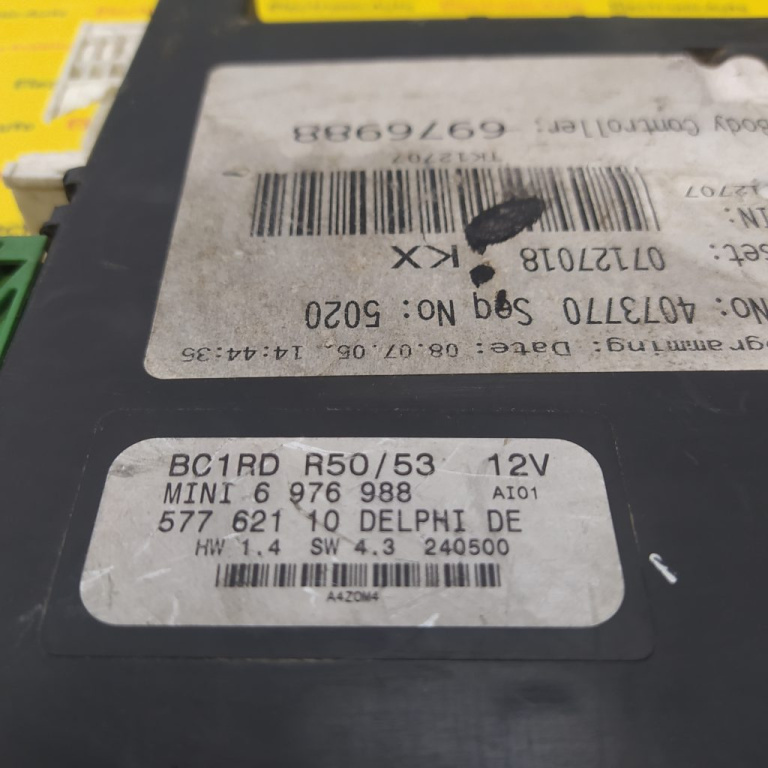 Body Controller: 6976988
TK12707
12707
IN:
set: 07127018 KX
No: 4073770 Seq No: 5020
gramming: Date: 08.07.05. 14:44:35
BC1RD R50/53 12V
MINI 6 976 988 AI01
577 621 10 DELPHI DE
HW 1.4 SW 4.3 240500
A4Z0M4